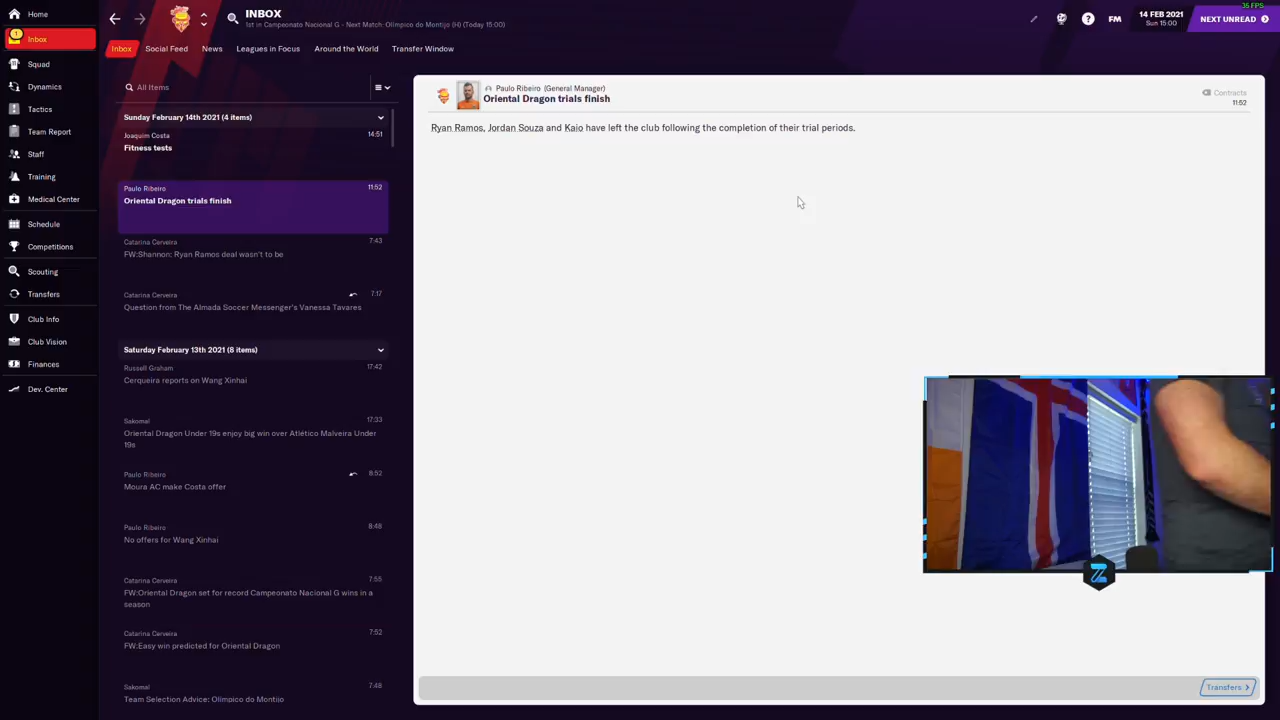 36 FPS
Home
1
Inbox
Squad
Dynamics
Tactics
Team Report
Staff
Training
Medical Center
Schedule
Competitions
Scouting
Transfers
Club Info
Club Vision
Finances
Dev. Center
INBOX
1st in Campeonato Nacional G - Next Match: Olímpico do Montijo (H) (Today 15:00)
FM
14 FEB 2021
Sun 15:00
NEXT UNREAD
Inbox
Social Feed
News
Leagues in Focus
Around the World
Transfer Window
All Items
Sunday February 14th 2021 (4 items)
Joaquim Costa
14:51
Fitness tests
Paulo Ribeiro
11:52
Oriental Dragon trials finish
Catarina Cerveira
7:43
FW:Shannon; Ryan Ramos deal wasn't to be
Catarina Cerveira
7:17
Question from The Almada Soccer Messenger's Vanessa Tavares
Saturday February 13th 2021 (8 items)
Russell Graham
17:42
Cerqueira reports on Wang Xinhai
Sakomal
17:33
Oriental Dragon Under 19s enjoy big win over Atlético Malveira Under
19s
Paulo Ribeiro
8:52
Moura AC make Costa offer
Paulo Ribeiro
8:48
No offers for Wang Xinhai
Catarina Cerveira
7:55
FW:Oriental Dragon set for record Campeonato Nacional G wins in a
season
Catarina Cerveira
7:52
FW:Easy win predicted for Oriental Dragon
Sakomal
7:48
Team Selection Advice: Olímpico do Montijo
Paulo Ribeiro (General Manager)
Oriental Dragon trials finish
Contracts
11:52
Ryan Ramos, Jordan Souza and Kaio have left the club following the completion of their trial periods.
Transfers